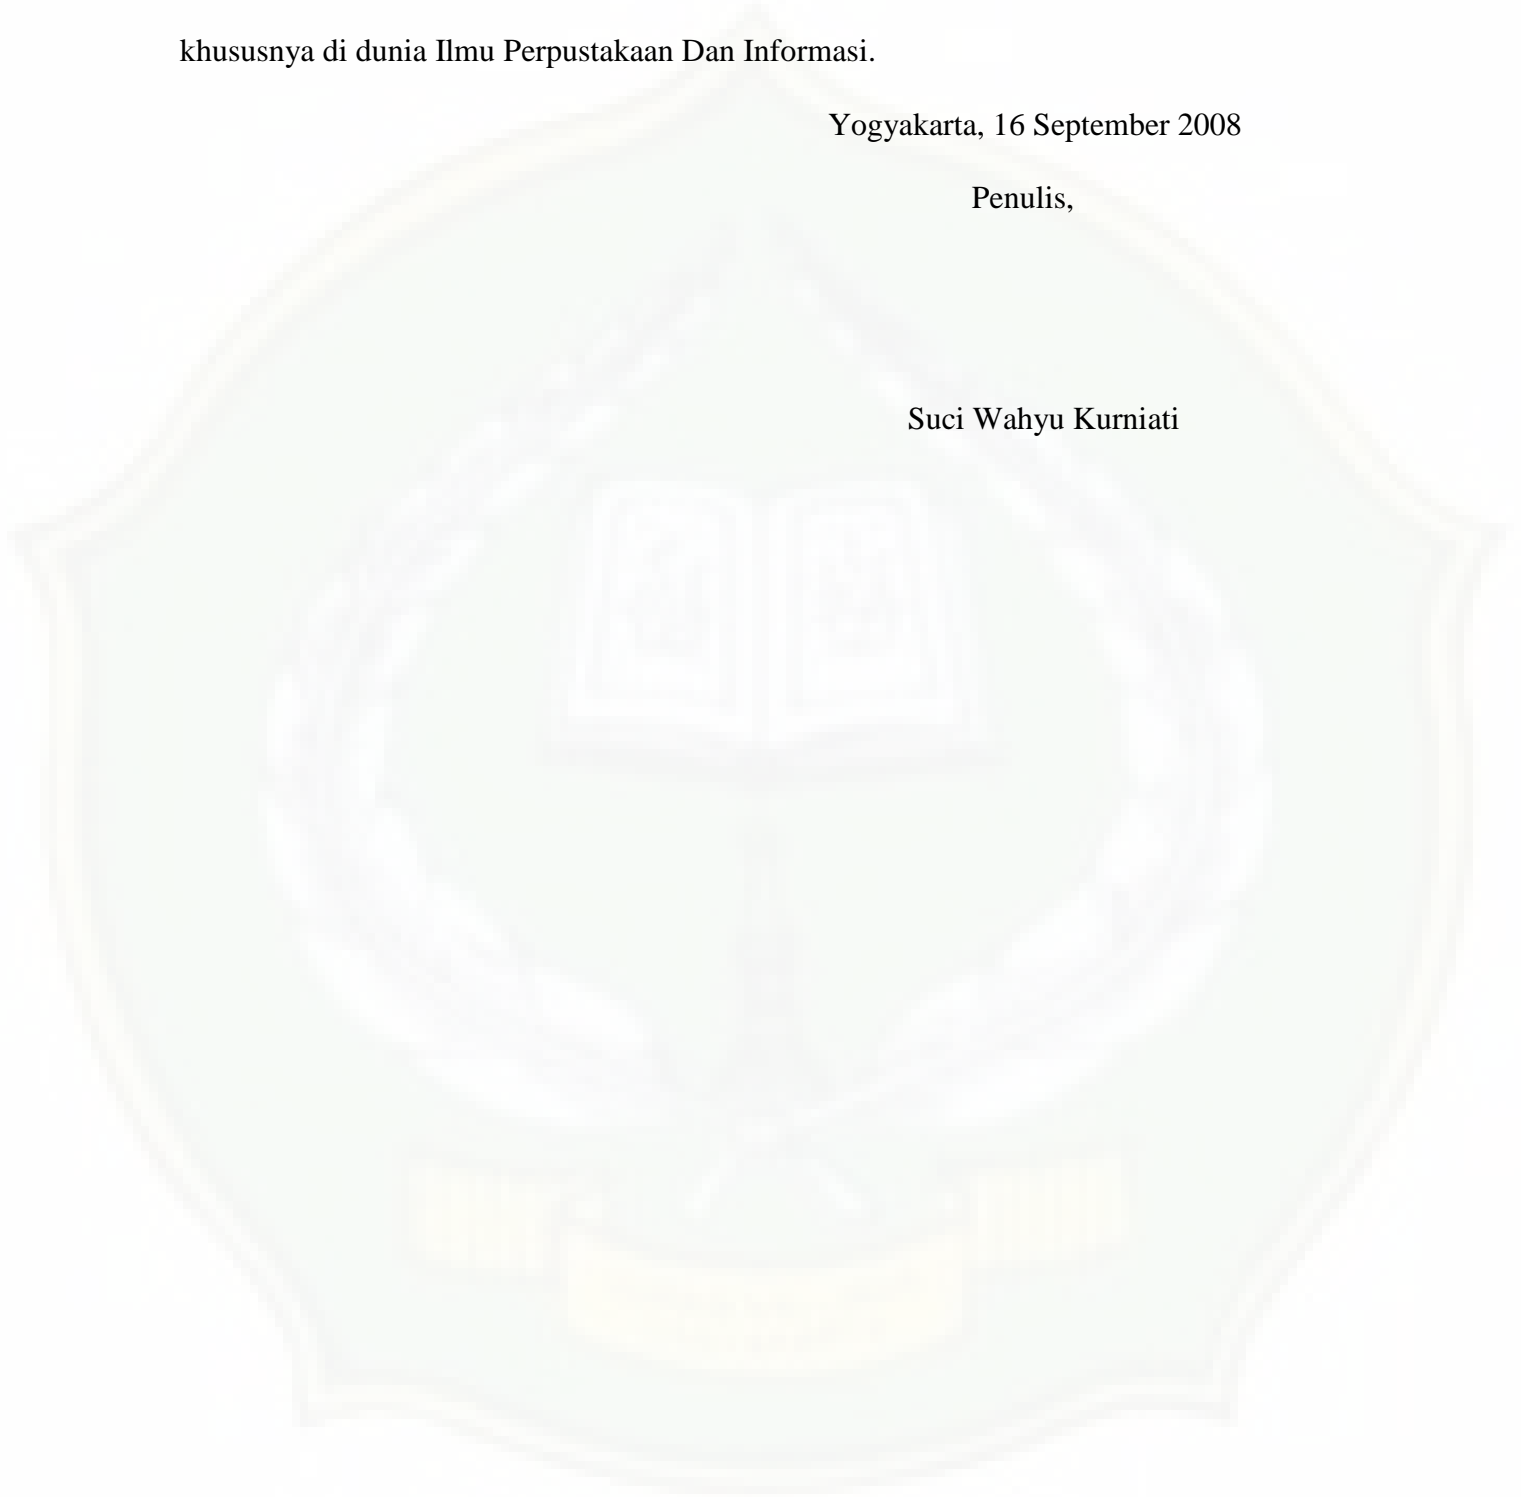 khususnya di dunia Ilmu Perpustakaan Dan Informasi.
Yogyakarta, 16 September 2008
Penulis,
Suci Wahyu Kurniati